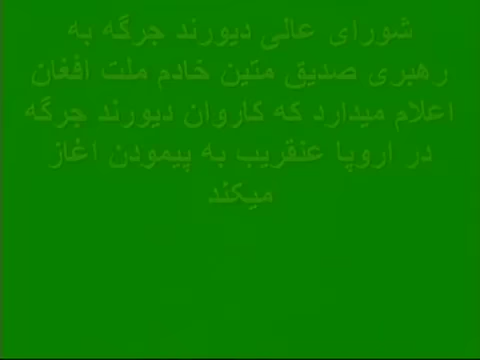 شورای عالی دیورند جرگه به
رهبری صدیق متین خادم ملت افغان
اعلام میدارد که کاروان دیورند جرگه
در اروپا عنقریب به پیمودن اغاز
میکند